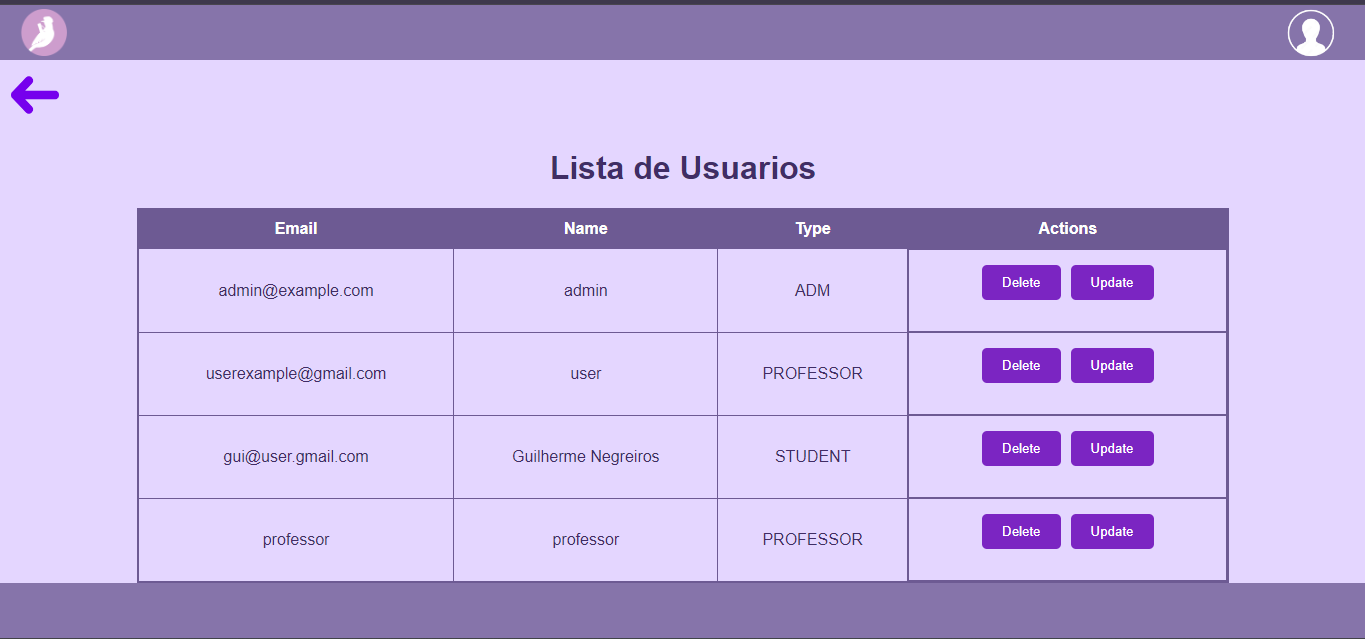 Lista de Usuarios
Email Name Type Actions
admin@example.com admin ADM Delete Update
userexample@gmail.com user PROFESSOR Delete Update
gui@user.gmail.com Guilherme Negreiros STUDENT Delete Update
professor professor PROFESSOR Delete Update